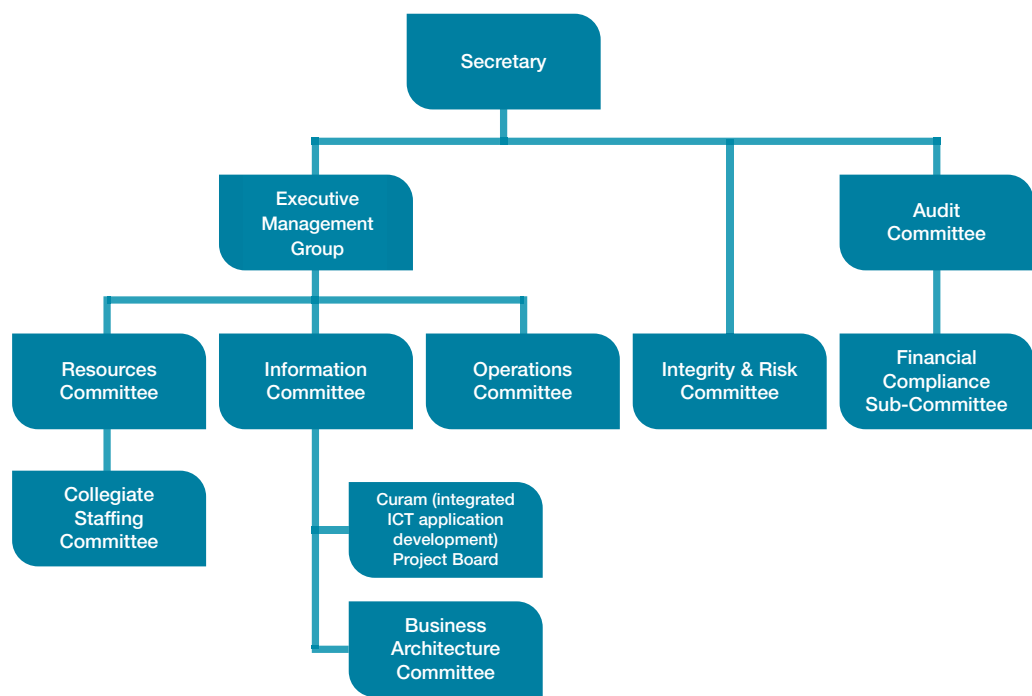 Secretary
Executive
Management
Group
Audit
Committee
Resources
Committee
Information
Committee
Operations
Committee
Integrity & Risk
Committee
Financial
Compliance
Sub-Committee
Collegiate
Staffing
Committee
Curam (integrated
ICT application
development)
Project Board
Business
Architecture
Committee